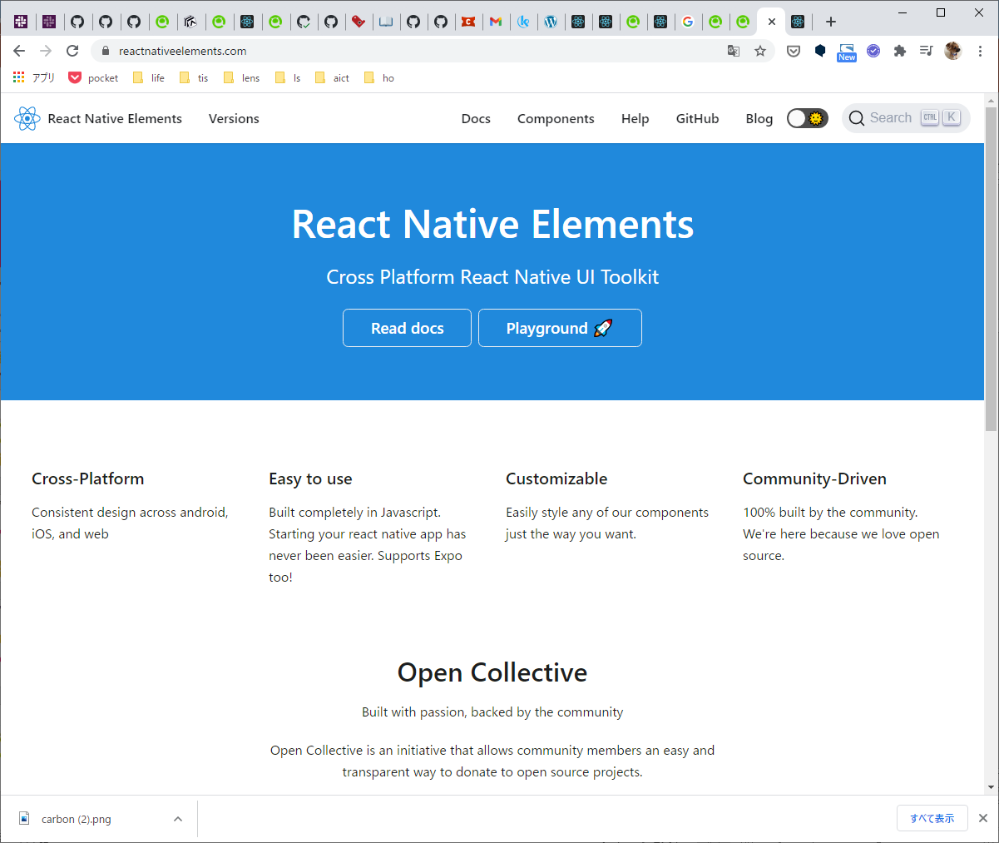 reactnativeelements.com
New
アプリ pocket life tis lens ls aict ho
React Native Elements Versions Docs Components Help GitHub Blog Search CTRL K
React Native Elements
Cross Platform React Native UI Toolkit
Read docs Playground 🚀
Cross-Platform
Consistent design across android,
iOS, and web
Easy to use
Built completely in Javascript.
Starting your react native app has
never been easier. Supports Expo
too!
Customizable
Easily style any of our components
just the way you want.
Community-Driven
100% built by the community.
We're here because we love open
source.
Open Collective
Built with passion, backed by the community
Open Collective is an initiative that allows community members an easy and
transparent way to donate to open source projects.
carbon (2).png すべて表示